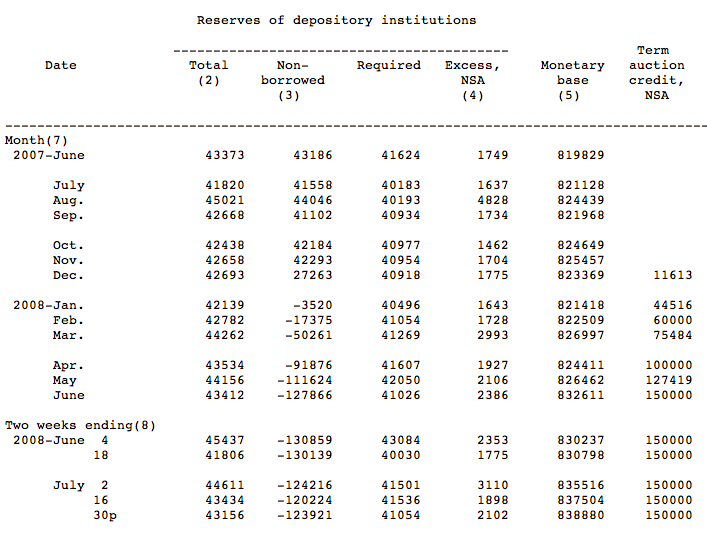 Reserves of depository institutions
----------------------------------------- Term
Date Total Non- Required Excess, Monetary auction
(2) borrowed NSA base credit,
(3) (4) (5) NSA
--------------------------------------------------------------------------------------
Month(7)
2007-June 43373 43186 41624 1749 819829
July 41820 41558 40183 1637 821128
Aug. 45021 44046 40193 4828 824439
Sep. 42668 41102 40934 1734 821968
Oct. 42438 42184 40977 1462 824649
Nov. 42658 42293 40954 1704 825457
Dec. 42693 27263 40918 1775 823369 11613
2008-Jan. 42139 -3520 40496 1643 821418 44516
Feb. 42782 -17375 41054 1728 822509 60000
Mar. 44262 -50261 41269 2993 826997 75484
Apr. 43534 -91876 41607 1927 824411 100000
May 44156 -111624 42050 2106 826462 127419
June 43412 -127866 41026 2386 832611 150000
Two weeks ending(8)
2008-June 4 45437 -130859 43084 2353 830237 150000
18 41806 -130139 40030 1775 830798 150000
July 2 44611 -124216 41501 3110 835516 150000
16 43434 -120224 41536 1898 837504 150000
30p 43156 -123921 41054 2102 838880 150000